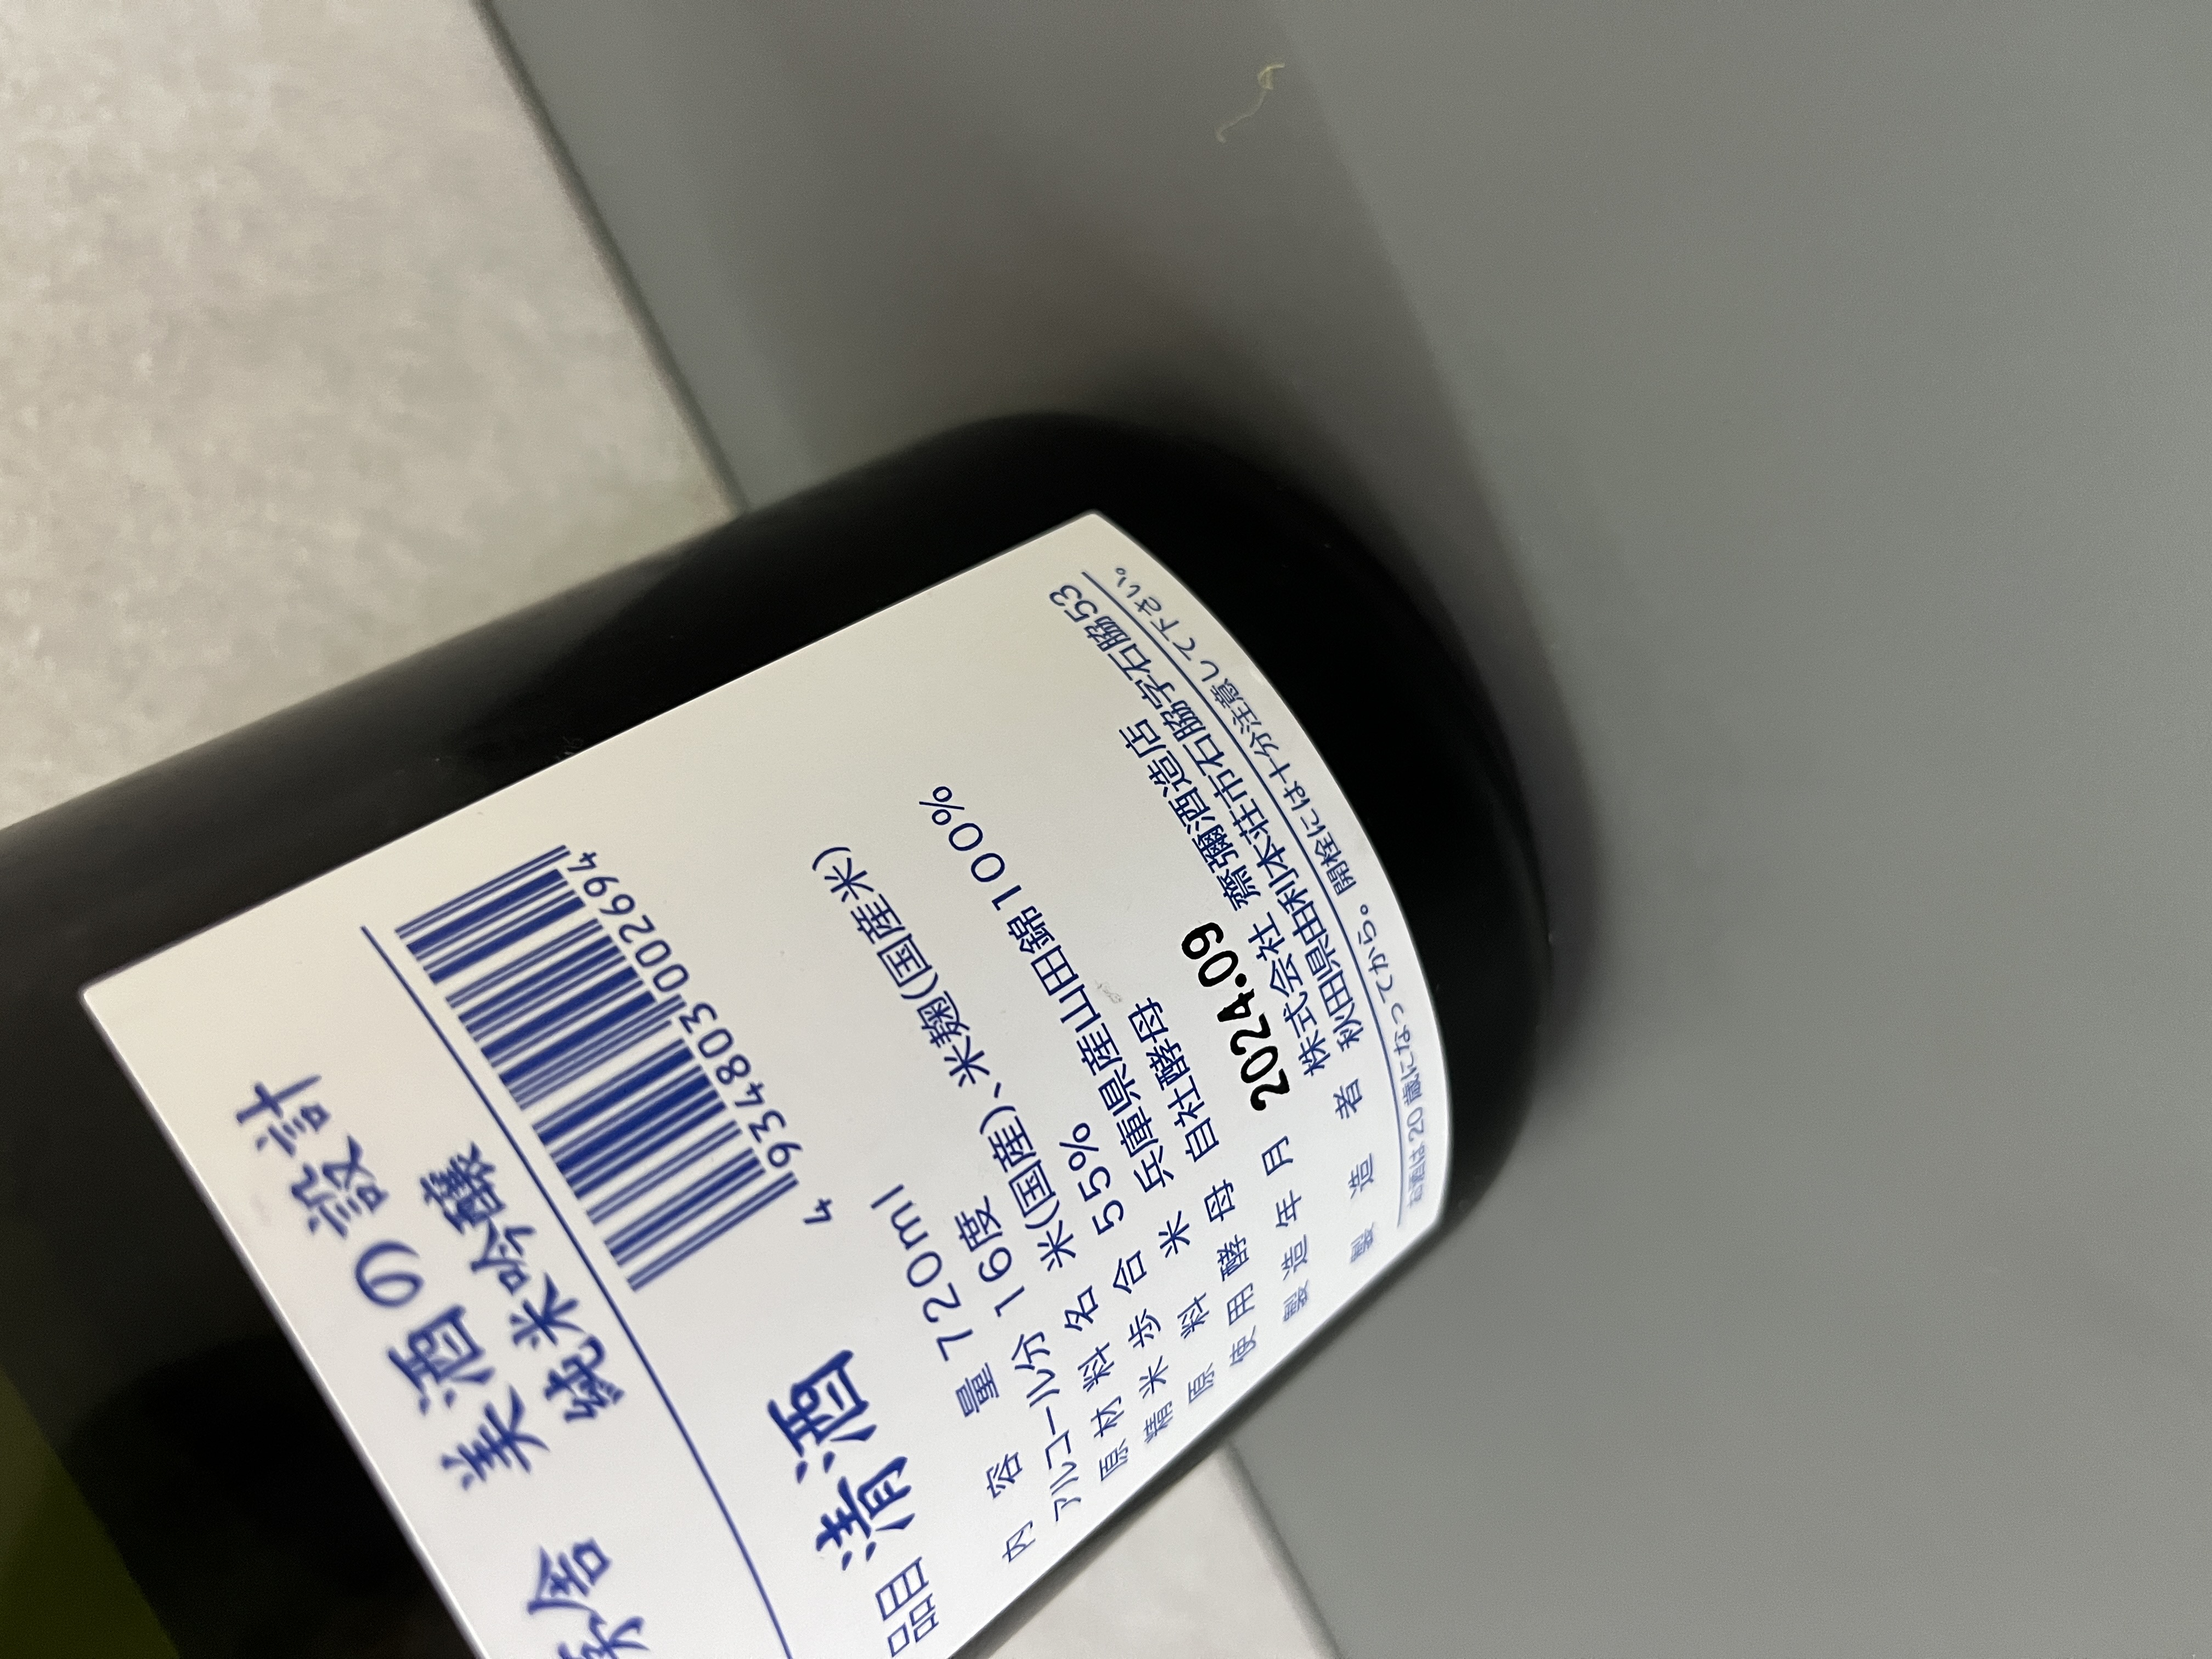 美酒の設計
舎 純米吟醸
4 934803 002694
品目 清酒
内容量 720ml
アルコール分 16度
原材料名 米(国産)、米麹(国産米)
精米歩合 55%
原料米 兵庫県産山田錦100%
使用酵母 自社酵母
製造年月 2024.09
製造者 株式会社 齋彌酒造店
秋田県由利本荘市石脇字石脇53
お酒は20歳になってから。開栓には十分注意して下さい。